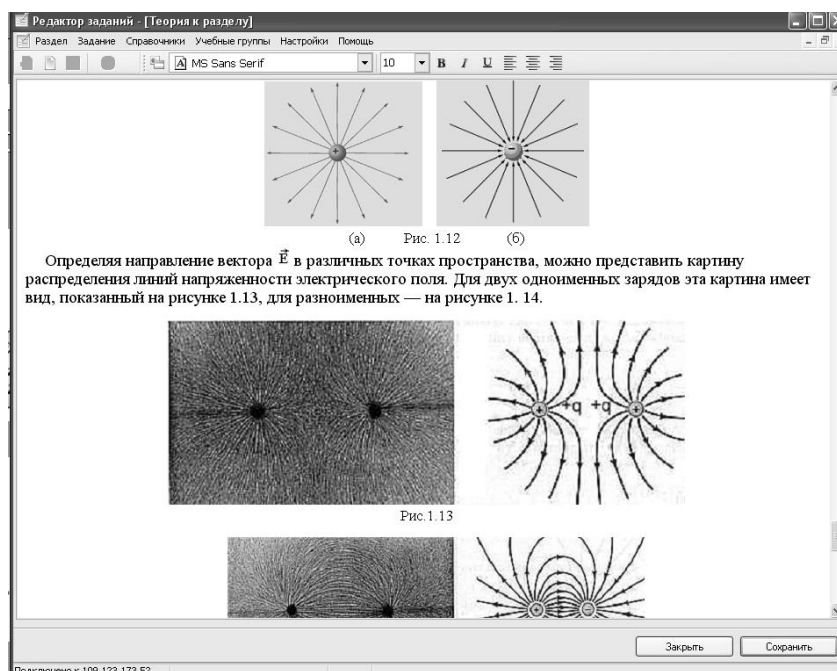 Редактор заданий - [Теория к разделу]
Раздел Задание Справочники Учебные группы Настройки Помощь
MS Sans Serif 10 B I U
+ −
(а) Рис. 1.12 (б)
Определяя направление вектора E⃗ в различных точках пространства, можно представить картину
распределения линий напряженности электрического поля. Для двух одноименных зарядов эта картина имеет
вид, показанный на рисунке 1.13, для разноименных — на рисунке 1. 14.
+ +q +q +
Рис.1.13
+ −
Закрыть Сохранить